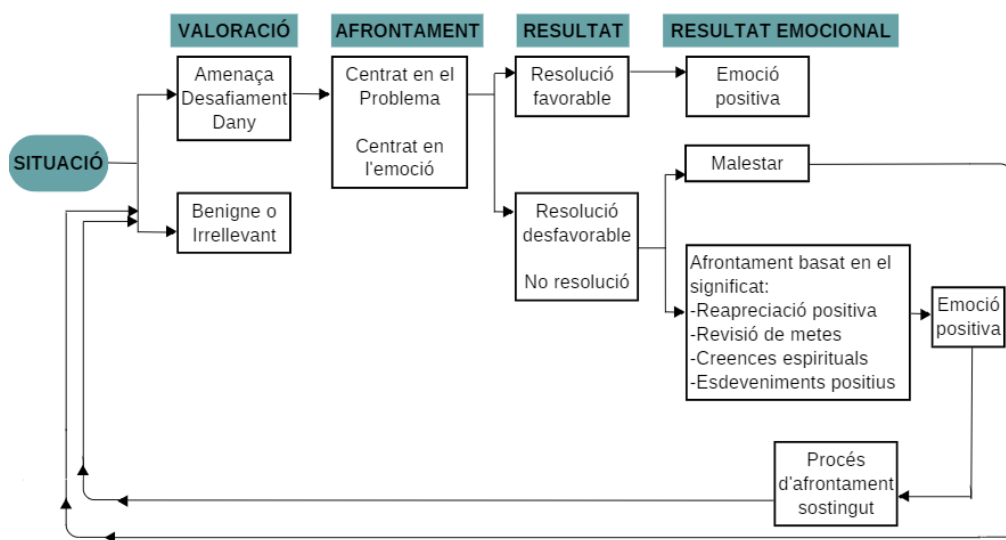 VALORACIÓ
AFRONTAMENT
RESULTAT
RESULTAT EMOCIONAL
SITUACIÓ
Amenaça
Desafiament
Dany
Benigne o
Irrellevant
Centrat en el
Problema
Centrat en
l'emoció
Resolució
favorable
Resolució
desfavorable
No resolució
Emoció
positiva
Malestar
Afrontament basat en el
significat:
-Reapreciació positiva
-Revisió de metes
-Creences espirituals
-Esdeveniments positius
Emoció
positiva
Procés
d'afrontament
sostingut